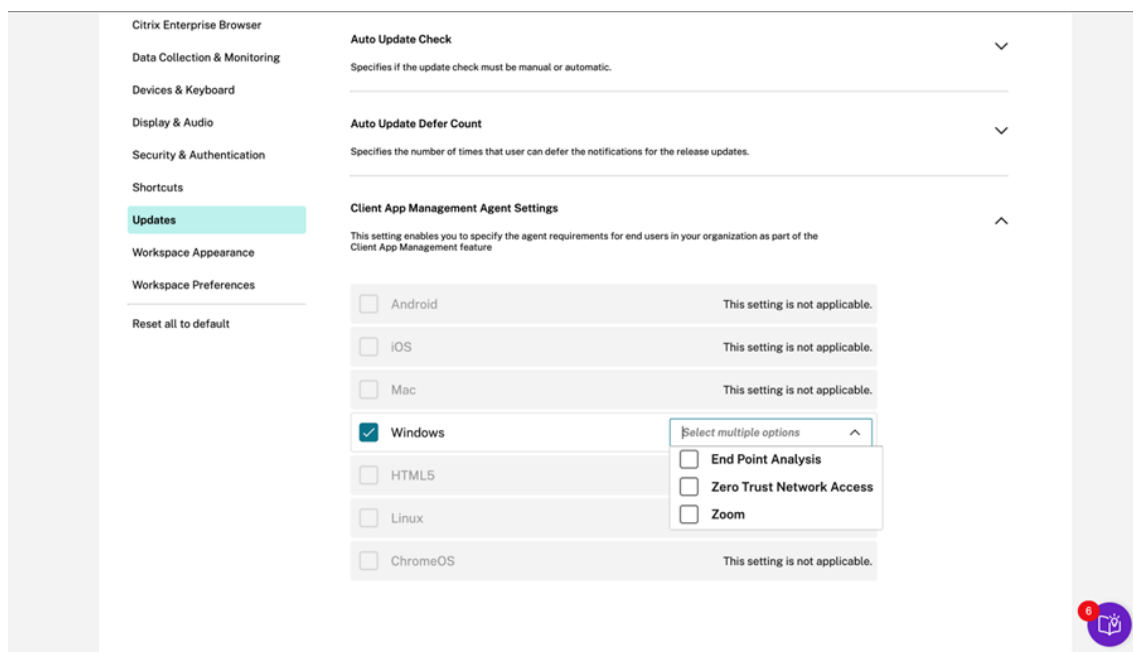 Citrix Enterprise Browser
Data Collection & Monitoring
Devices & Keyboard
Display & Audio
Security & Authentication
Shortcuts
Updates
Workspace Appearance
Workspace Preferences
Reset all to default
Auto Update Check
Specifies if the update check must be manual or automatic.
Auto Update Defer Count
Specifies the number of times that user can defer the notifications for the release updates.
Client App Management Agent Settings
This setting enables you to specify the agent requirements for end users in your organization as part of the
Client App Management feature
Android This setting is not applicable.
iOS This setting is not applicable.
Mac This setting is not applicable.
Windows Select multiple options
End Point Analysis
Zero Trust Network Access
Zoom
HTML5
Linux
ChromeOS This setting is not applicable.
6